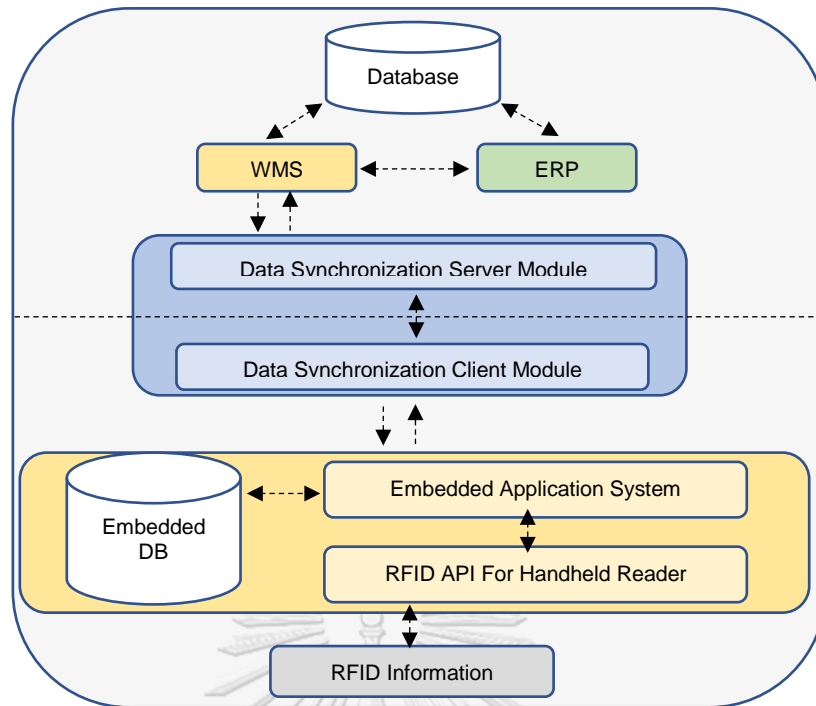 Database
WMS
ERP
Data Synchronization Server Module
Data Synchronization Client Module
Embedded
DB
Embedded Application System
RFID API For Handheld Reader
RFID Information